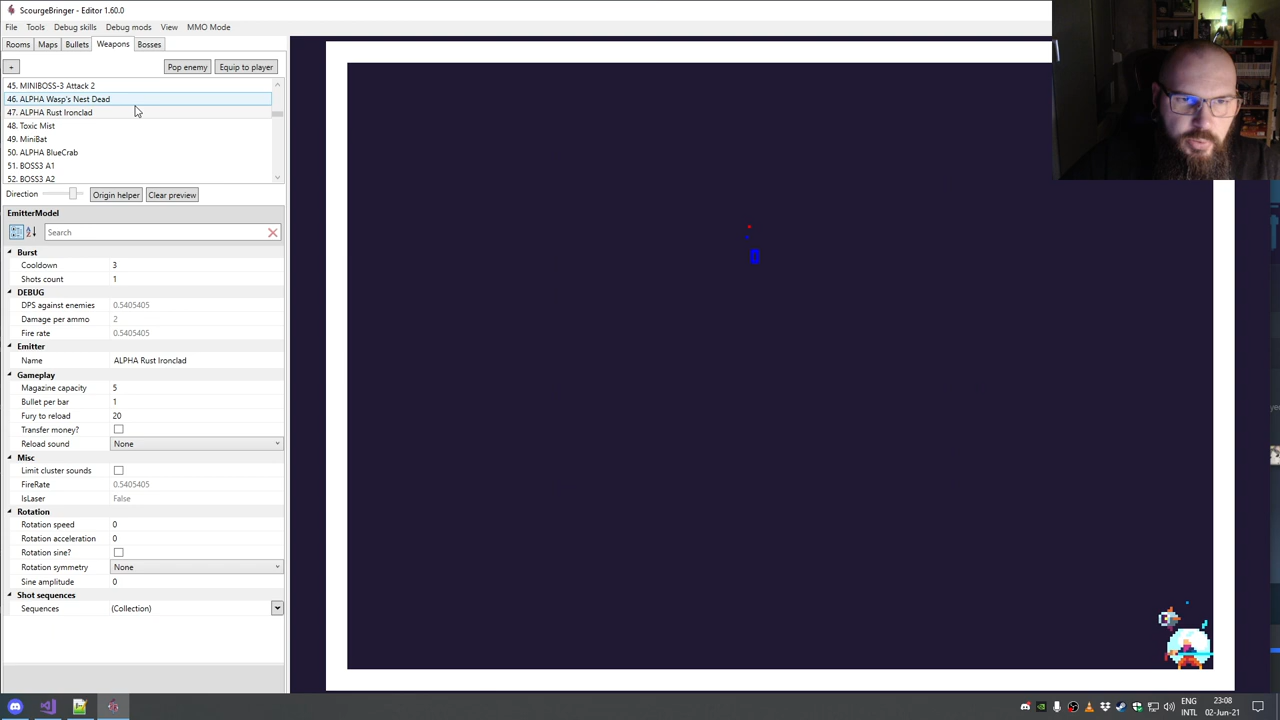 ScourgeBringer - Editor 1.60.0
File Tools Debug skills Debug mods View MMO Mode
Rooms Maps Bullets Weapons Bosses
+ Pop enemy Equip to player
45. MINIBOSS-3 Attack 2
46. ALPHA Wasp's Nest Dead
47. ALPHA Rust Ironclad
48. Toxic Mist
49. MiniBat
50. ALPHA BlueCrab
51. BOSS3 A1
52. BOSS3 A2
Direction Origin helper Clear preview
EmitterModel
Search
Burst
Cooldown 3
Shots count 1
DEBUG
DPS against enemies 0.5405405
Damage per ammo 2
Fire rate 0.5405405
Emitter
Name ALPHA Rust Ironclad
Gameplay
Magazine capacity 5
Bullet per bar 1
Fury to reload 20
Transfer money?
Reload sound None
Misc
Limit cluster sounds
FireRate 0.5405405
IsLaser False
Rotation
Rotation speed 0
Rotation acceleration 0
Rotation sine?
Rotation symmetry None
Sine amplitude 0
Shot sequences
Sequences (Collection)
ENG 23:08
INTL 02-Jun-21